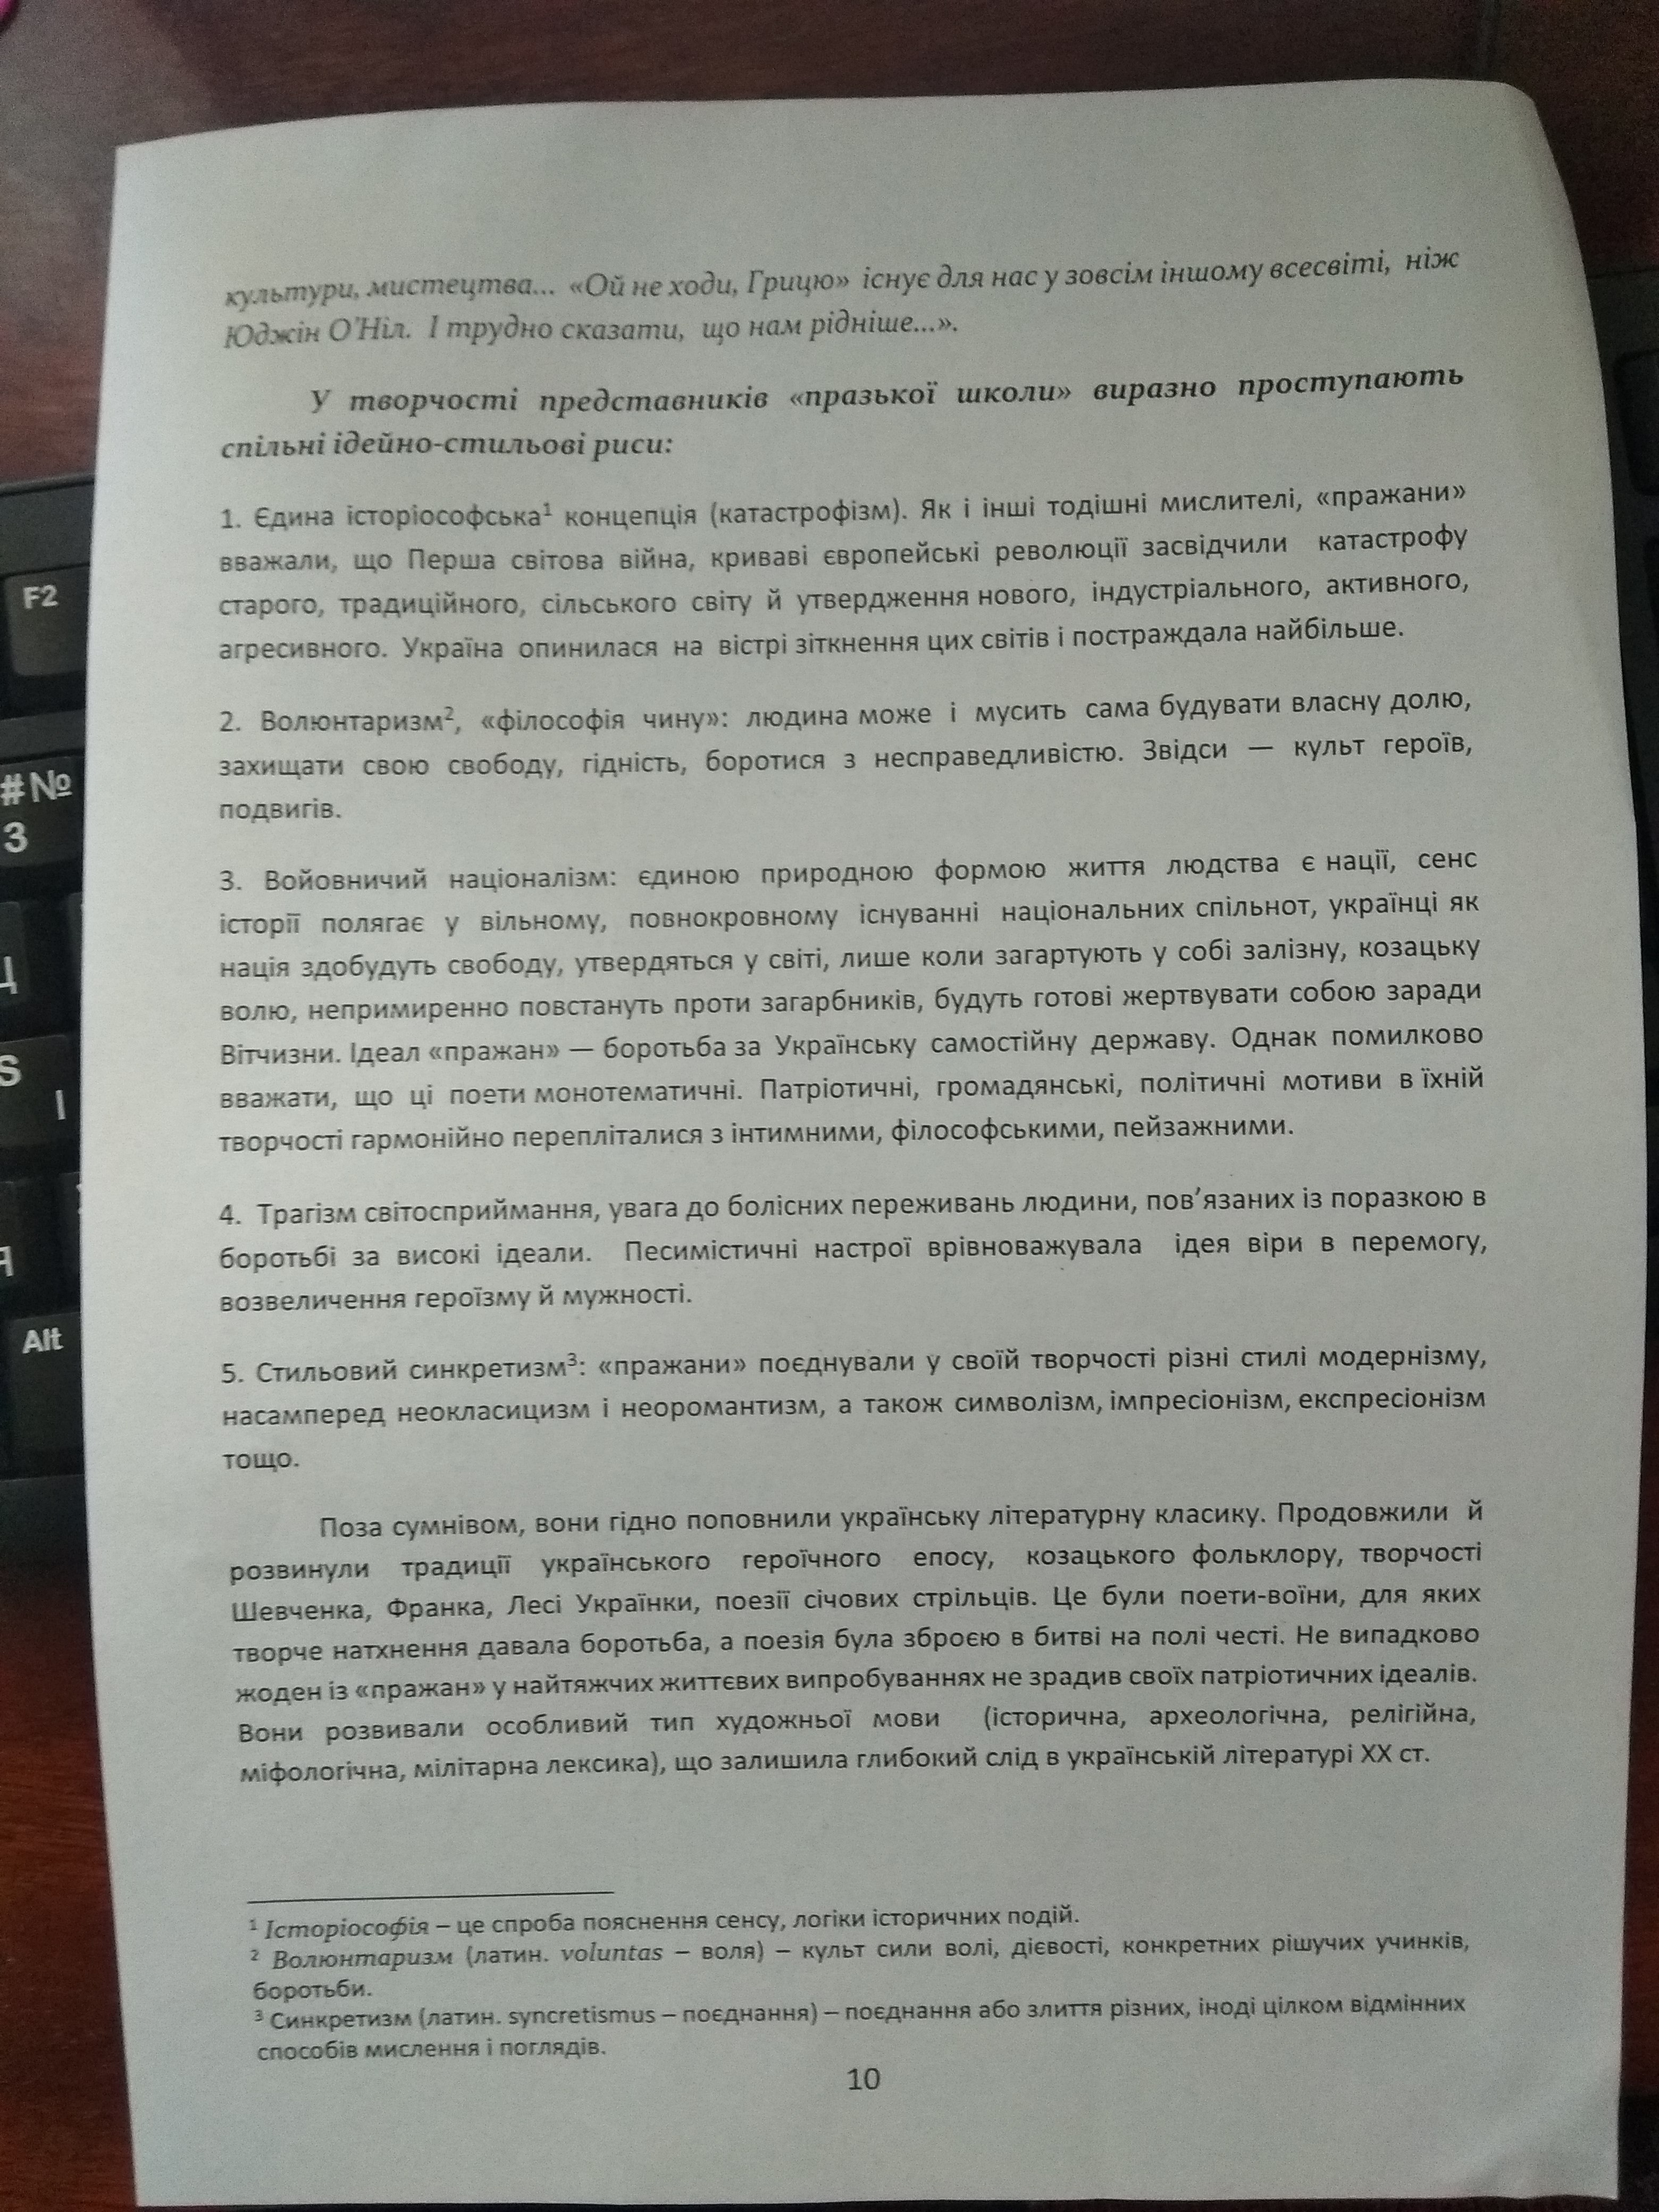 культури, мистецтва... «Ой не ходи, Грицю» існує для нас у зовсім іншому всесвіті, ніж
Юджін О'Ніл. І трудно сказати, що нам рідніше...».
У творчості представників «празької школи» виразно проступають
спільні ідейно-стильові риси:
1. Єдина історіософська¹ концепція (катастрофізм). Як і інші тодішні мислителі, «пражани»
вважали, що Перша світова війна, криваві європейські революції засвідчили катастрофу
старого, традиційного, сільського світу й утвердження нового, індустріального, активного,
агресивного. Україна опинилася на вістрі зіткнення цих світів і постраждала найбільше.
2. Волюнтаризм², «філософія чину»: людина може і мусить сама будувати власну долю,
захищати свою свободу, гідність, боротися з несправедливістю. Звідси — культ героїв,
подвигів.
3. Войовничий націоналізм: єдиною природною формою життя людства є нації, сенс
історії полягає у вільному, повнокровному існуванні національних спільнот, українці як
нація здобудуть свободу, утвердяться у світі, лише коли загартують у собі залізну, козацьку
волю, непримиренно повстануть проти загарбників, будуть готові жертвувати собою заради
Вітчизни. Ідеал «пражан» — боротьба за Українську самостійну державу. Однак помилково
вважати, що ці поети монотематичні. Патріотичні, громадянські, політичні мотиви в їхній
творчості гармонійно перепліталися з інтимними, філософськими, пейзажними.
4. Трагізм світосприймання, увага до болісних переживань людини, пов’язаних із поразкою в
боротьбі за високі ідеали. Песимістичні настрої врівноважувала ідея віри в перемогу,
возвеличення героїзму й мужності.
5. Стильовий синкретизм³: «пражани» поєднували у своїй творчості різні стилі модернізму,
насамперед неокласицизм і неоромантизм, а також символізм, імпресіонізм, експресіонізм
тощо.
Поза сумнівом, вони гідно поповнили українську літературну класику. Продовжили й
розвинули традиції українського героїчного епосу, козацького фольклору, творчості
Шевченка, Франка, Лесі Українки, поезії січових стрільців. Це були поети-воїни, для яких
творче натхнення давала боротьба, а поезія була зброєю в битві на полі честі. Не випадково
жоден із «пражан» у найтяжчих життєвих випробуваннях не зрадив своїх патріотичних ідеалів.
Вони розвивали особливий тип художньої мови (історична, археологічна, релігійна,
міфологічна, мілітарна лексика), що залишила глибокий слід в українській літературі ХХ ст.
¹ Історіософія – це спроба пояснення сенсу, логіки історичних подій.
² Волюнтаризм (латин. voluntas – воля) – культ сили волі, дієвості, конкретних рішучих учинків,
боротьби.
³ Синкретизм (латин. syncretismus – поєднання) – поєднання або злиття різних, іноді цілком відмінних
способів мислення і поглядів.
10
F2
#№
3
S
І
Alt